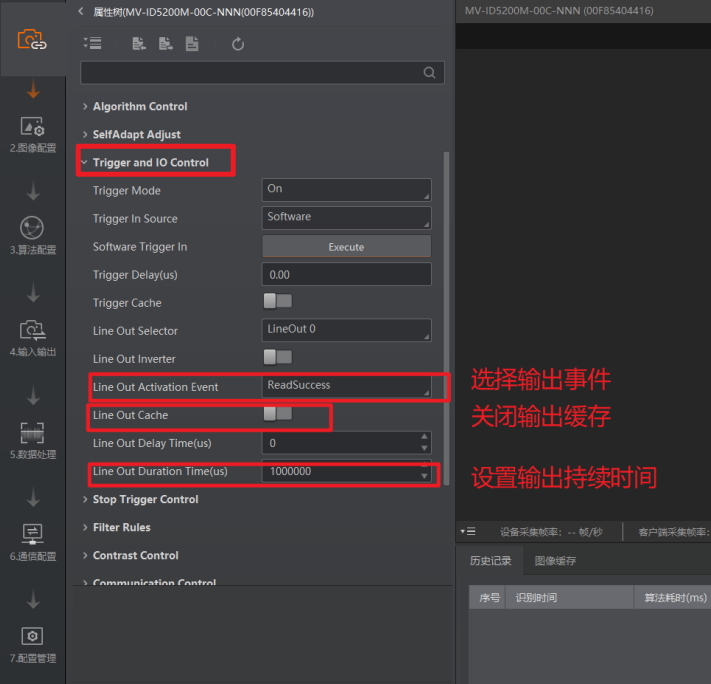 属性树(MV-ID5200M-00C-NNN(00F85404416))
MV-ID5200M-00C-NNN (00F85404416)
2.图像配置
3.算法配置
4.输入输出
5.数据处理
6.通信配置
7.配置管理
Algorithm Control
SelfAdapt Adjust
Trigger and IO Control
Trigger Mode On
Trigger In Source Software
Software Trigger In Execute
Trigger Delay(us) 0.00
Trigger Cache
Line Out Selector LineOut 0
Line Out Inverter
Line Out Activation Event ReadSuccess
Line Out Cache
Line Out Delay Time(us) 0
Line Out Duration Time(us) 1000000
Stop Trigger Control
Filter Rules
Contrast Control
Communication Control
选择输出事件
关闭输出缓存
设置输出持续时间
设备采集帧率: -- 帧/秒 客户端采集帧率:
历史记录 图像缓存
序号 识别时间 算法耗时(ms)